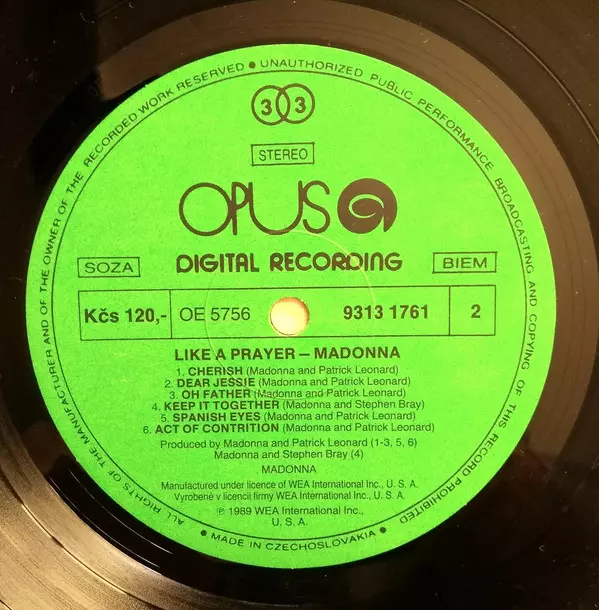 ALL RIGHTS OF THE MANUFACTURER AND OF THE OWNER OF THE RECORDED WORK RESERVED • UNAUTHORIZED PUBLIC PERFORMANCE BROADCASTING AND COPYING OF THIS RECORD PROHIBITED
33
STEREO
OPUS
DIGITAL RECORDING
SOZA
BIEM
Kčs 120,- OE 5756 9313 1761 2
LIKE A PRAYER – MADONNA
1. CHERISH (Madonna and Patrick Leonard)
2. DEAR JESSIE (Madonna and Patrick Leonard)
3. OH FATHER (Madonna and Patrick Leonard)
4. KEEP IT TOGETHER (Madonna and Stephen Bray)
5. SPANISH EYES (Madonna and Patrick Leonard)
6. ACT OF CONTRITION (Madonna and Patrick Leonard)
Produced by Madonna and Patrick Leonard (1-3, 5, 6)
Madonna and Stephen Bray (4)
MADONNA
Manufactured under licence of WEA International Inc., U. S. A.
Vyrobené v licencii firmy WEA International Inc., U. S. A.
℗ 1989 WEA International Inc.,
U. S. A.
• MADE IN CZECHOSLOVAKIA •